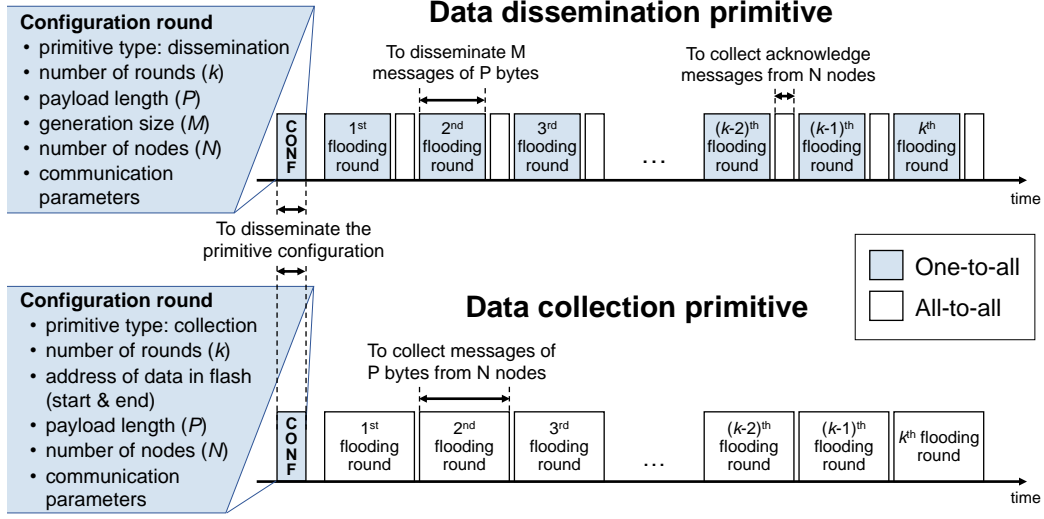 Data dissemination primitive
Configuration round
• primitive type: dissemination
• number of rounds (k)
• payload length (P)
• generation size (M)
• number of nodes (N)
• communication
parameters
To disseminate M
messages of P bytes
To collect acknowledge
messages from N nodes
CONF
1st
flooding
round
2nd
flooding
round
3rd
flooding
round
...
(k-2)th
flooding
round
(k-1)th
flooding
round
kth
flooding
round
time
To disseminate the
primitive configuration
One-to-all
All-to-all
Data collection primitive
Configuration round
• primitive type: collection
• number of rounds (k)
• address of data in flash
(start & end)
• payload length (P)
• number of nodes (N)
• communication
parameters
To collect messages of
P bytes from N nodes
CONF
1st
flooding
round
2nd
flooding
round
3rd
flooding
round
...
(k-2)th
flooding
round
(k-1)th
flooding
round
kth flooding
round
time